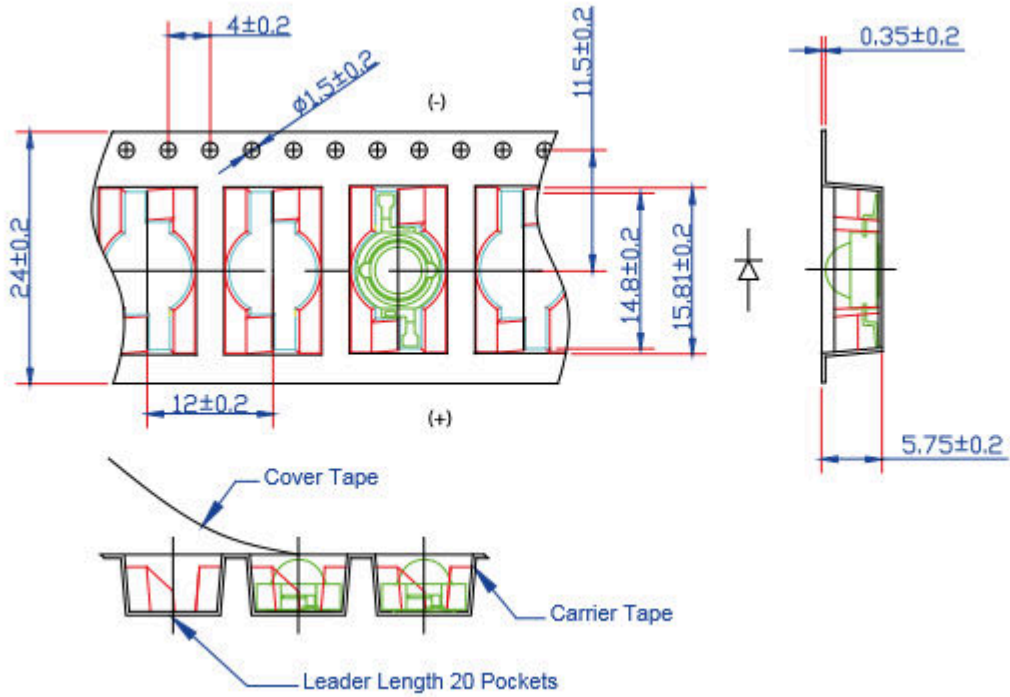 4±0.2
0.35±0.2
ø1.5±0.2
11.5±0.2
(-)
24±0.2
14.8±0.2
15.81±0.2
12±0.2
(+)
5.75±0.2
Cover Tape
Carrier Tape
Leader Length 20 Pockets